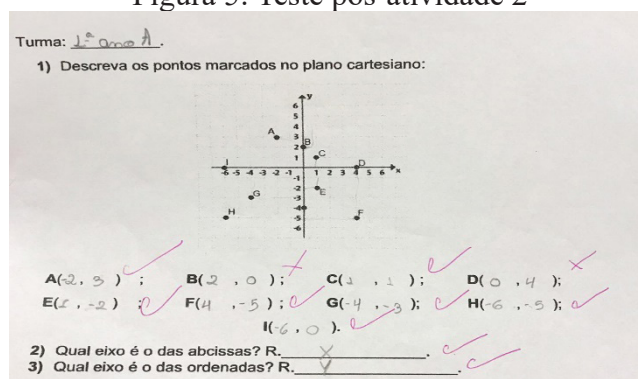 Figura 5: Teste pós-atividade 2
Turma: 1º ano A.
1) Descreva os pontos marcados no plano cartesiano:
y
6
5
A 4
3
B 2
C 1
I D
-6 -5 -4 -3 -2 -1 1 2 3 4 5 6 x
-1
-2 E
G -3
-4
H -5 F
-6
A(-2, 3 ) ; B( 2 , 0 ) ; C( 1 , 1 ) ; D( 0 , 4 );
E(1 , -2 ) ; F( 4 , -5 ) ; G( -4 , -3 ); H( -6 , -5 );
I( -6 , 0 ).
2) Qual eixo é o das abcissas? R. X .
3) Qual eixo é o das ordenadas? R. Y .